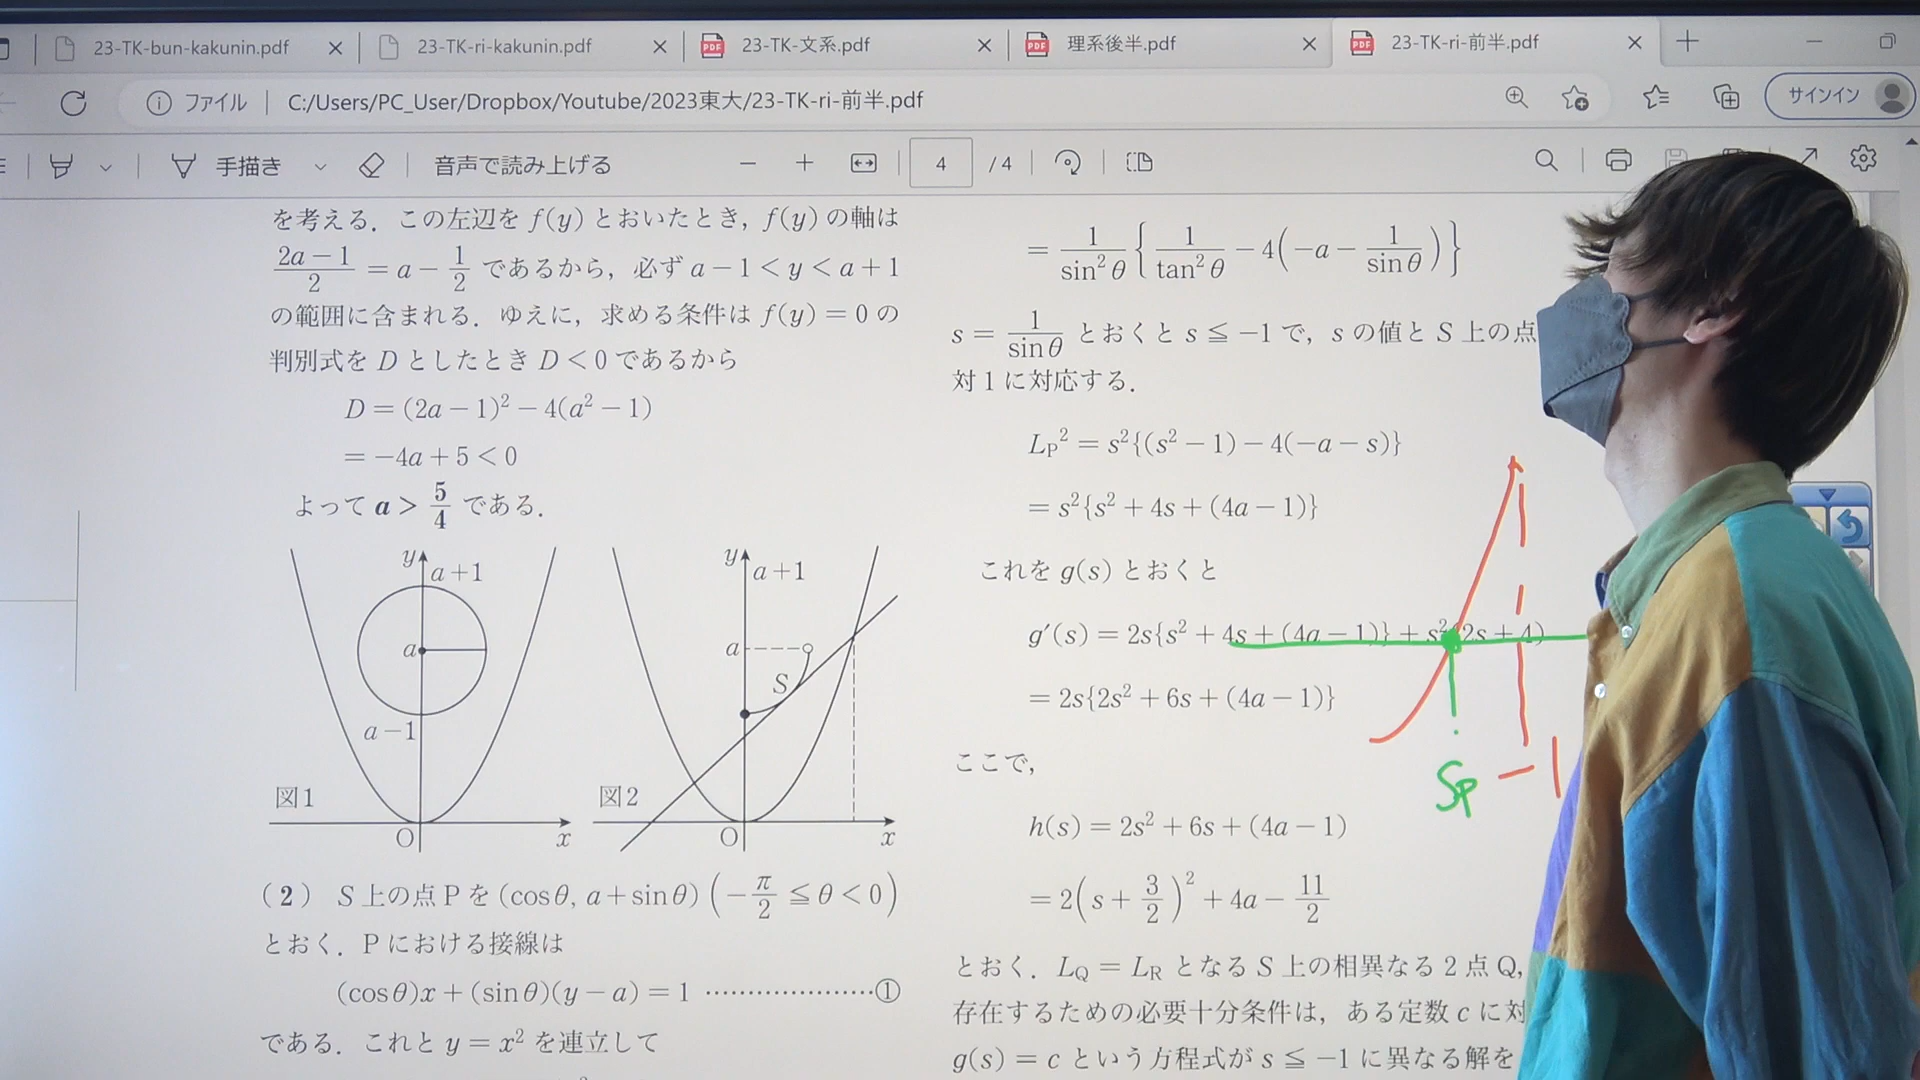 23-TK-bun-kakunin.pdf
23-TK-ri-kakunin.pdf
23-TK-文系.pdf
理系後半.pdf
23-TK-ri-前半.pdf
ファイル | C:/Users/PC_User/Dropbox/Youtube/2023東大/23-TK-ri-前半.pdf
サインイン
手描き
音声で読み上げる
4 / 4
を考える．この左辺を f(y) とおいたとき，f(y) の軸は
(2a − 1)/2 = a − 1/2 であるから，必ず a − 1 < y < a + 1
の範囲に含まれる．ゆえに，求める条件は f(y) = 0 の
判別式を D としたとき D < 0 であるから
D = (2a − 1)² − 4(a² − 1)
= −4a + 5 < 0
よって a > 5/4 である．
y
a + 1
a
a − 1
図1
O
x
y
a + 1
a
S
図2
O
x
(2) S 上の点 P を (cos θ, a + sin θ) (−π/2 ≦ θ < 0)
とおく．P における接線は
(cos θ)x + (sin θ)(y − a) = 1 ……………… ①
である．これと y = x² を連立して
= 1/sin² θ {1/tan² θ − 4(−a − 1/sin θ)}
s = 1/sin θ とおくと s ≦ −1 で，s の値と S 上の点
対 1 に対応する．
L_P² = s²{(s² − 1) − 4(−a − s)}
= s²{s² + 4s + (4a − 1)}
これを g(s) とおくと
g′(s) = 2s{s² + 4s + (4a − 1)} + s²(2s + 4)
= 2s{2s² + 6s + (4a − 1)}
ここで，
h(s) = 2s² + 6s + (4a − 1)
= 2(s + 3/2)² + 4a − 11/2
とおく．L_Q = L_R となる S 上の相異なる 2 点 Q,
存在するための必要十分条件は，ある定数 c に対
g(s) = c という方程式が s ≦ −1 に異なる解を
Sp
−1